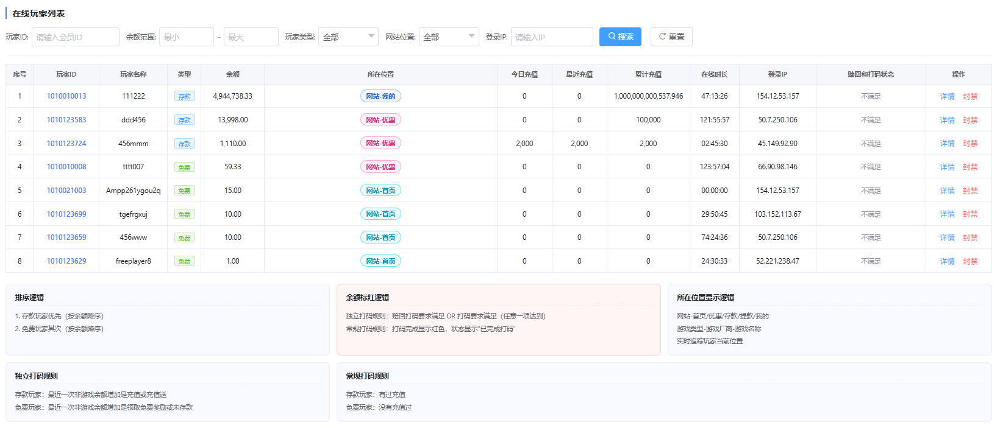 在线玩家列表
玩家ID: 请输入会员ID 余额范围: 最小 - 最大 玩家类型: 全部 网站位置: 全部 登录IP: 请输入IP 搜索 重置
序号 玩家ID 玩家名称 类型 余额 所在位置 今日充值 最近充值 累计充值 在线时长 登录IP 赎回和打码状态 操作
1 1010010013 111222 存款 4,944,738.33 网站-我的 0 0 1,000,000,000,537.946 47:13:26 154.12.53.157 不满足 详情 封禁
2 1010123583 ddd456 存款 13,998.00 网站-优惠 0 0 100,000 121:55:57 50.7.250.106 不满足 详情 封禁
3 1010123724 456mmm 存款 1,110.00 网站-优惠 2,000 2,000 2,000 02:45:30 45.149.92.90 不满足 详情 封禁
4 1010010008 tttt007 免费 59.33 网站-优惠 0 0 0 123:57:04 66.90.98.146 不满足 详情 封禁
5 1010021003 Ampp261ygou2q 免费 15.00 网站-首页 0 0 0 00:00:00 154.12.53.157 不满足 详情 封禁
6 1010123699 tgefrgxuj 免费 10.00 网站-首页 0 0 0 29:50:45 103.152.113.67 不满足 详情 封禁
7 1010123659 456www 免费 10.00 网站-首页 0 0 0 74:24:36 50.7.250.106 不满足 详情 封禁
8 1010123629 freeplayer8 免费 1.00 网站-首页 0 0 0 24:30:33 52.221.238.47 不满足 详情 封禁
排序逻辑
1. 存款玩家优先（按余额降序）
2. 免费玩家其次（按余额降序）
余额标红逻辑
独立打码规则：赔回打码要求满足 OR 打码要求满足（任意一项达到）
常规打码规则：打码完成显示红色，状态显示"已完成打码"
所在位置显示逻辑
网站-首页/优惠/存款/提款/我的
游戏类型-游戏厂商-游戏名称
实时追踪玩家当前位置
独立打码规则
存款玩家：最近一次非游戏余额增加是充值或充值送
免费玩家：最近一次非游戏余额增加是领取免费奖励或未存款
常规打码规则
存款玩家：有过充值
免费玩家：没有充值过